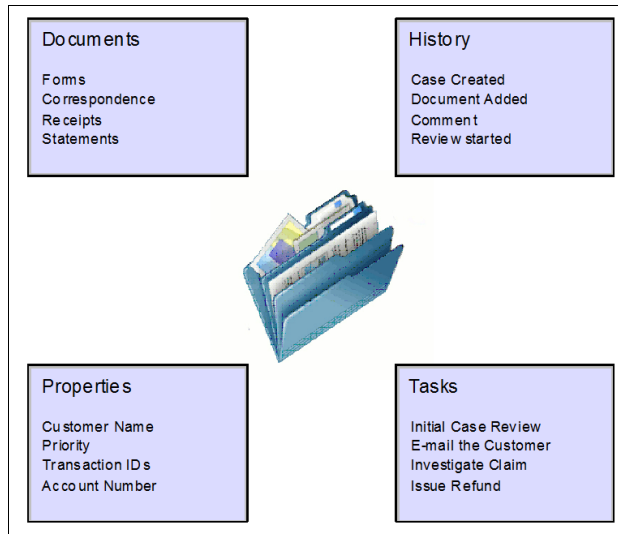 Documents
Forms
Correspondence
Receipts
Statements
History
Case Created
Document Added
Comment
Review started
Properties
Customer Name
Priority
Transaction IDs
Account Number
Tasks
Initial Case Review
E-mail the Customer
Investigate Claim
Issue Refund